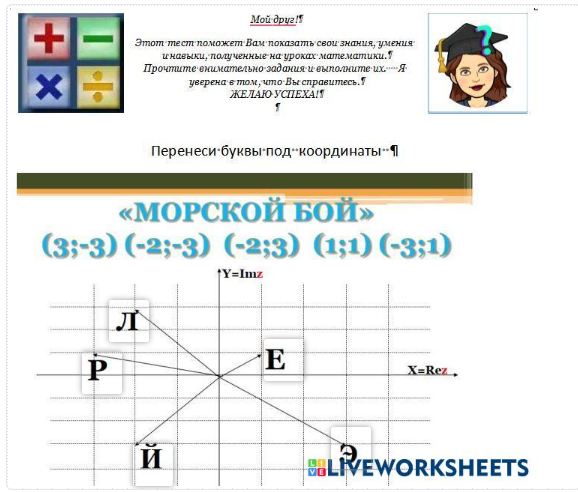 Мой друг!¶
Этот тест поможет Вам показать свои знания, умения
и навыки, полученные на уроках математики.¶
Прочтите внимательно задания и выполните их.·····Я
уверена в том, что Вы справитесь.¶
ЖЕЛАЮ УСПЕХА!¶
¶
Перенеси·буквы·под··координаты··¶
«МОРСКОЙ БОЙ»
(3;-3) (-2;-3) (-2;3) (1;1) (-3;1)
Y=Imz
Л
Е
Р
X=Rez
Й
Э
LIVE LIVEWORKSHEETS